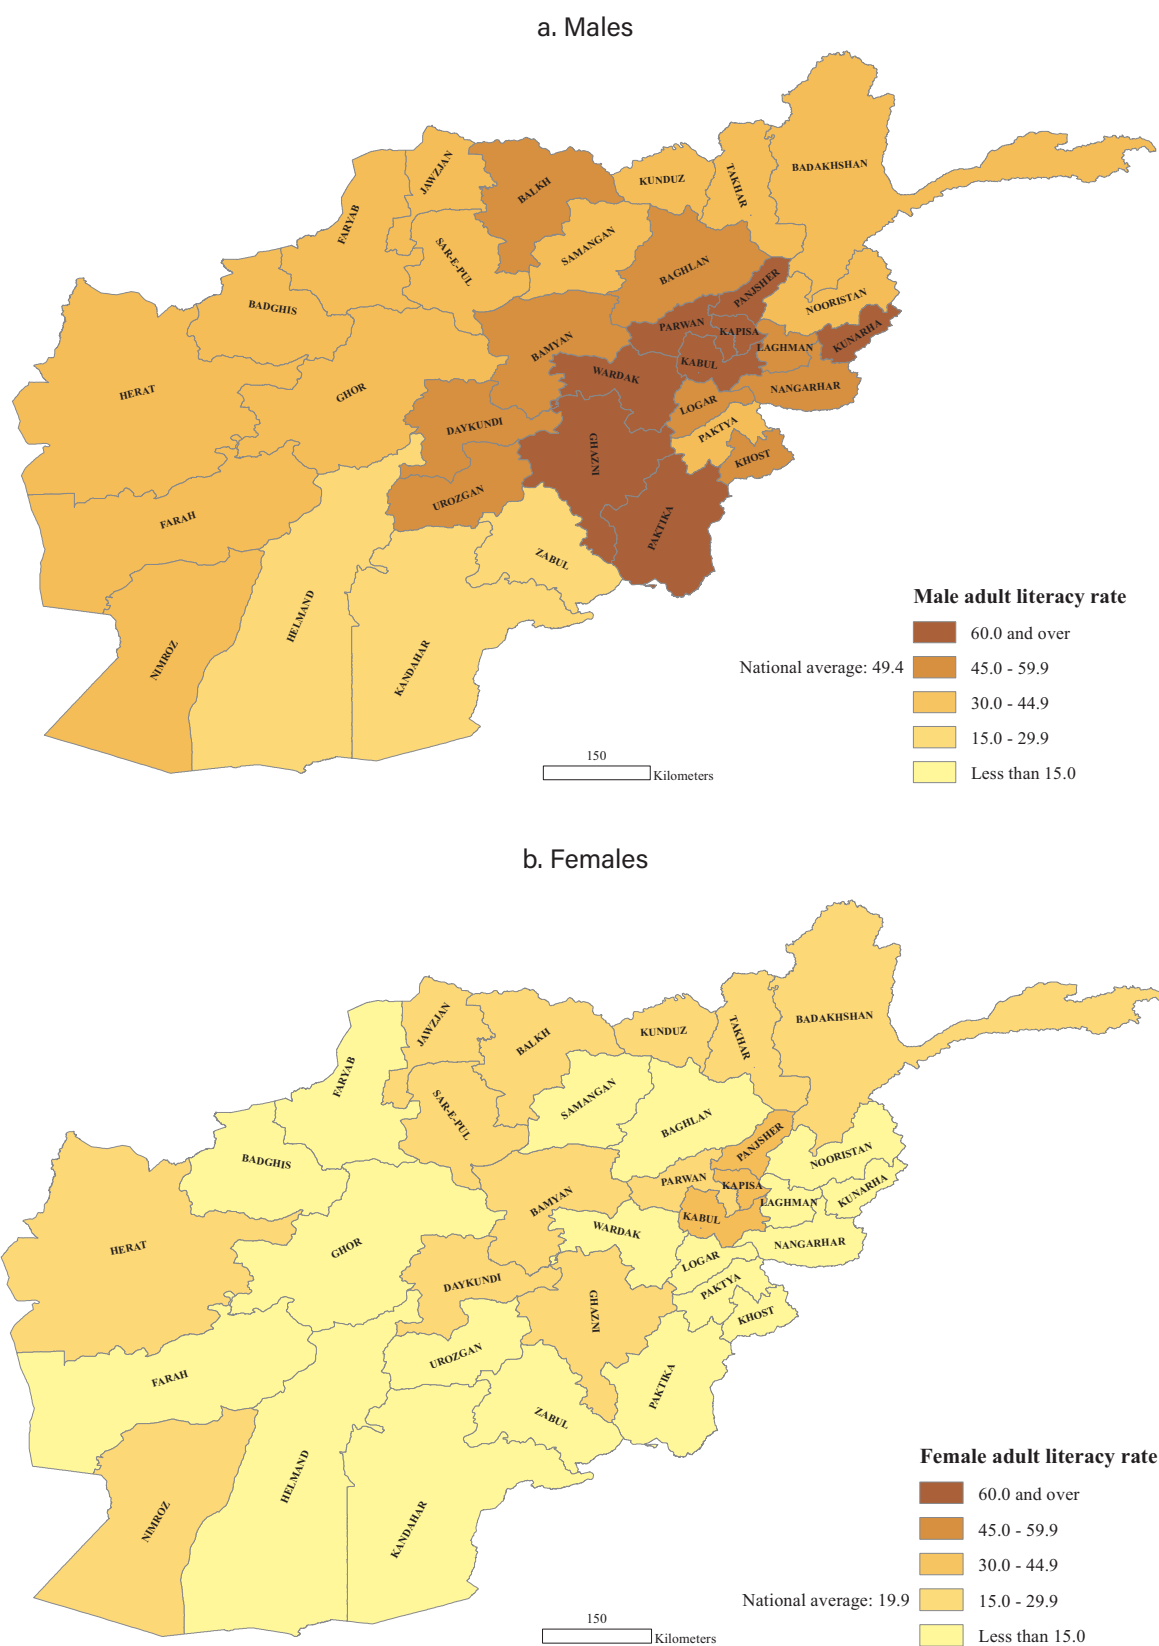 a. Males
BADAKHSHAN
JAWZJAN
TAKHAR
KUNDUZ
BALKH
FARYAB
SAMANGAN
SAR-E-PUL
BAGHLAN
PANJSHER
NOORISTAN
BADGHIS
PARWAN
KAPISA
KUNARHA
BAMYAN
LAGHMAN
KABUL
WARDAK
HERAT
GHOR
NANGARHAR
LOGAR
DAYKUNDI
PAKTYA
GHAZNI
KHOST
UROZGAN
FARAH
PAKTIKA
ZABUL
HELMAND
NIMROZ
KANDAHAR
Male adult literacy rate
60.0 and over
National average: 49.4
45.0 - 59.9
30.0 - 44.9
15.0 - 29.9
Less than 15.0
150
Kilometers
b. Females
BADAKHSHAN
JAWZJAN
KUNDUZ
TAKHAR
BALKH
FARYAB
SAMANGAN
SAR-E-PUL
BAGHLAN
PANJSHER
NOORISTAN
BADGHIS
PARWAN
KAPISA
KUNARHA
BAMYAN
LAGHMAN
KABUL
WARDAK
HERAT
GHOR
NANGARHAR
LOGAR
DAYKUNDI
PAKTYA
GHAZNI
KHOST
UROZGAN
FARAH
PAKTIKA
ZABUL
HELMAND
NIMROZ
KANDAHAR
Female adult literacy rate
60.0 and over
45.0 - 59.9
30.0 - 44.9
National average: 19.9
15.0 - 29.9
Less than 15.0
150
Kilometers